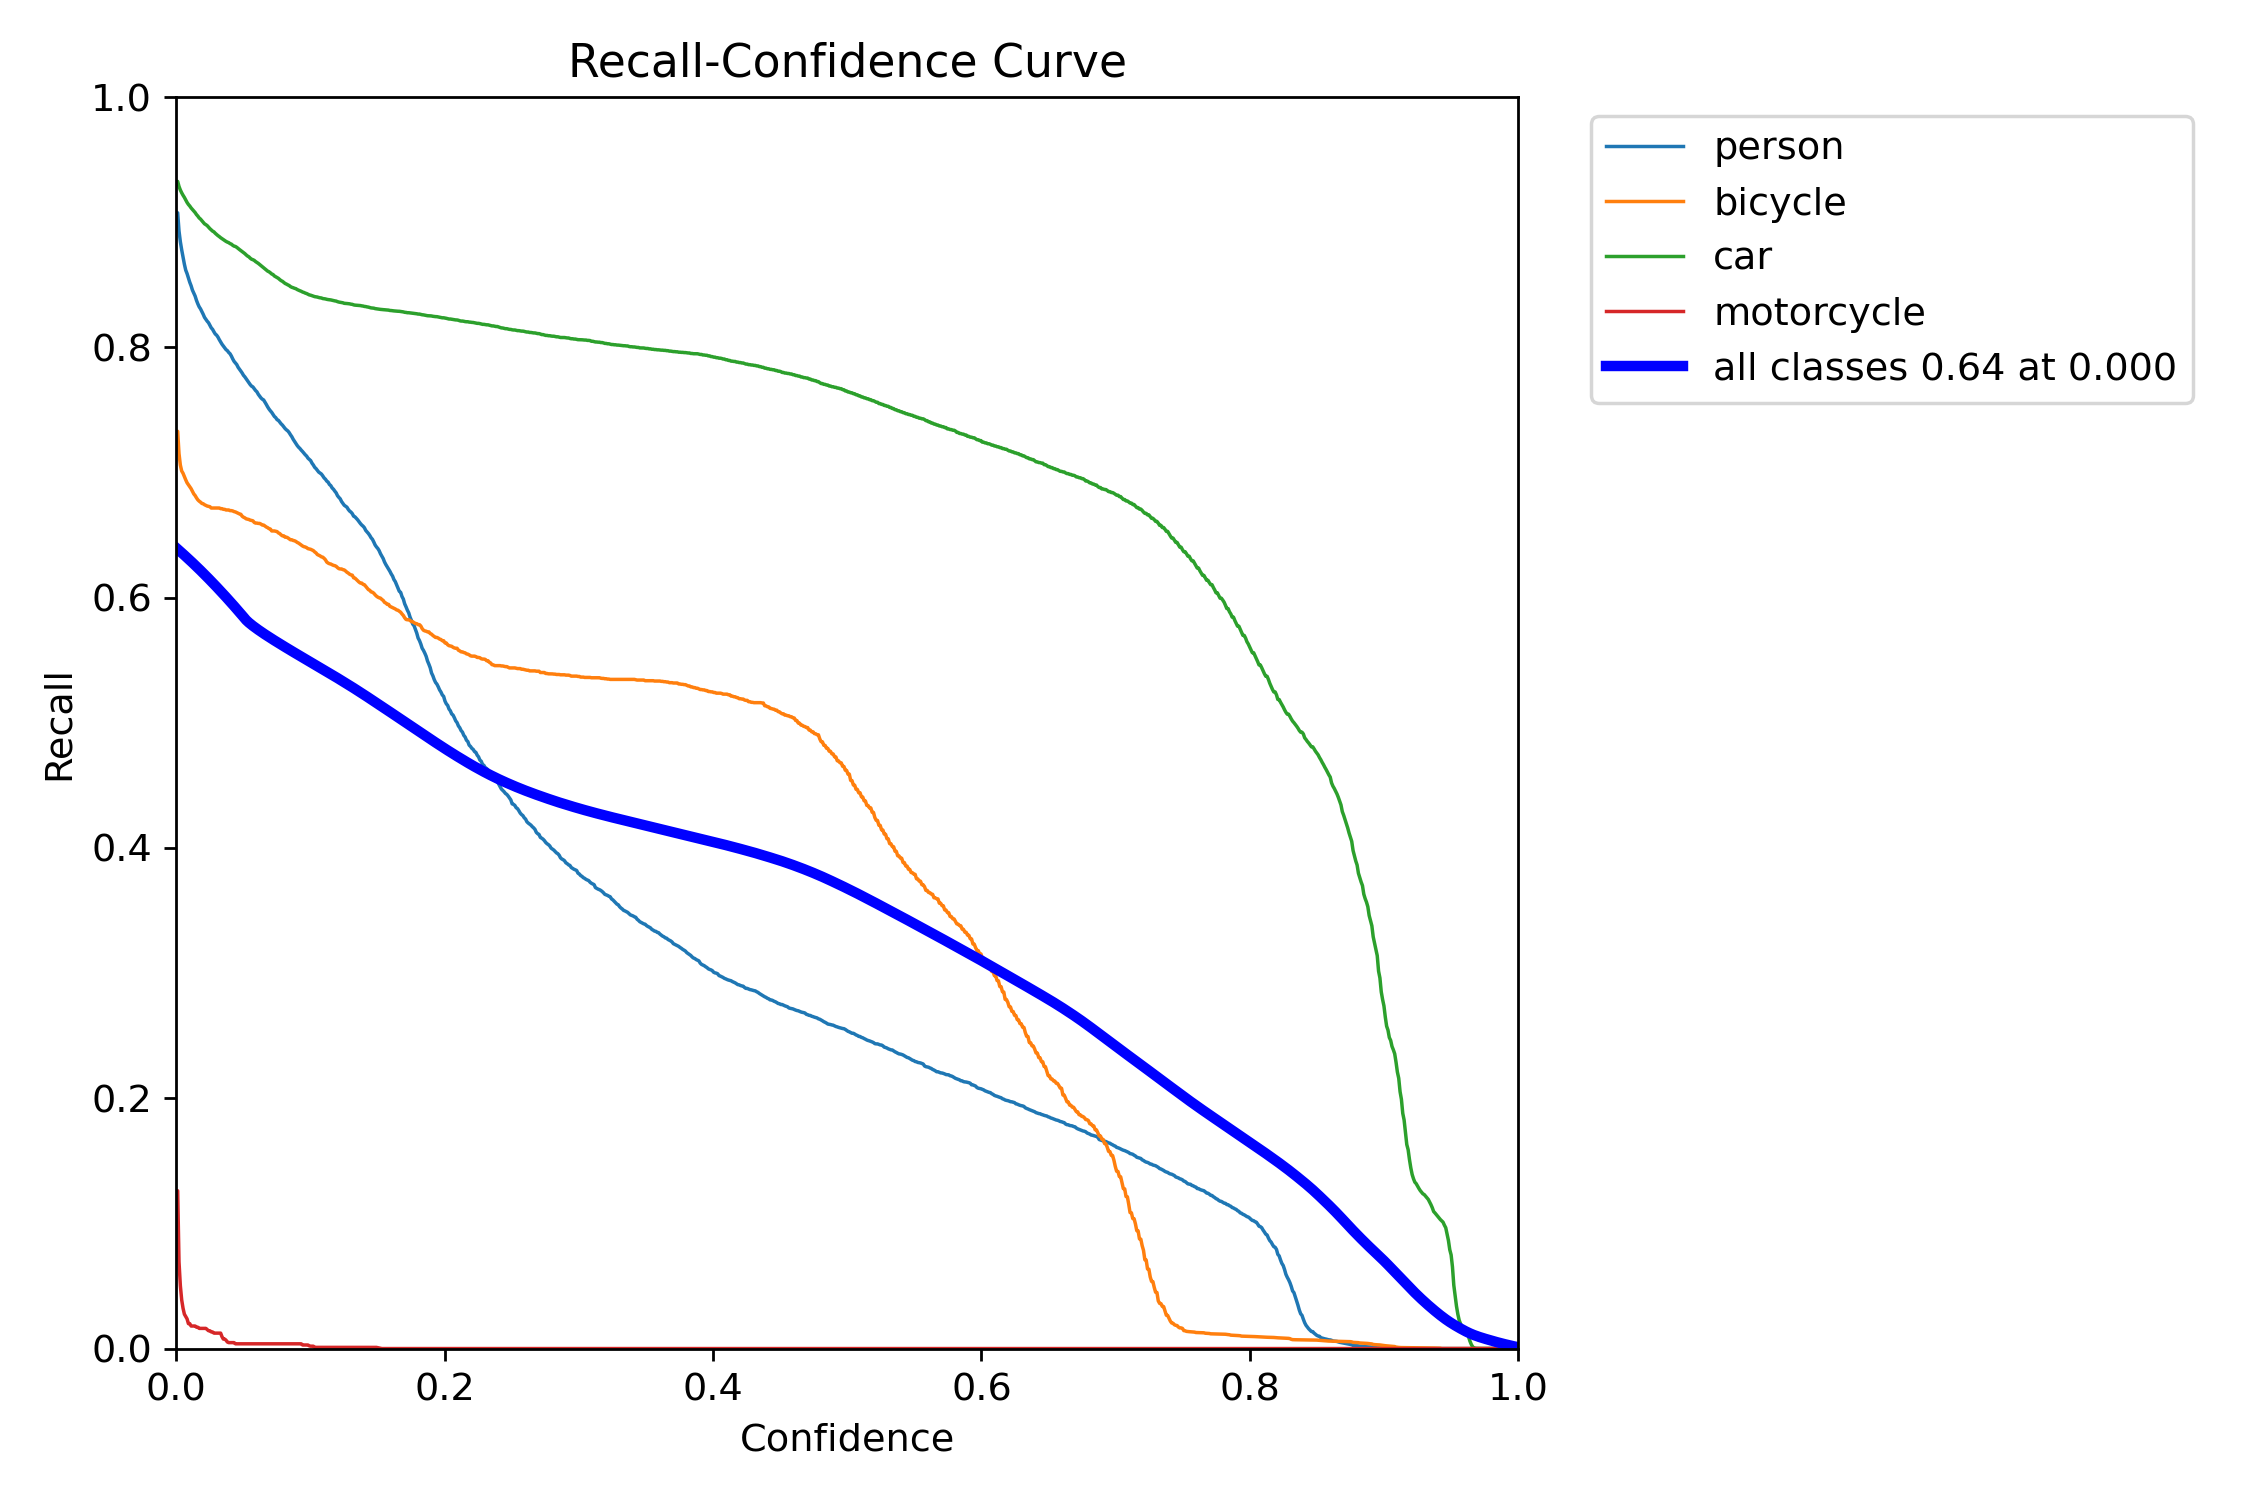 Recall-Confidence Curve
1.0
0.8
0.6
0.4
0.2
0.0
Recall
0.0 0.2 0.4 0.6 0.8 1.0
Confidence
person
bicycle
car
motorcycle
all classes 0.64 at 0.000